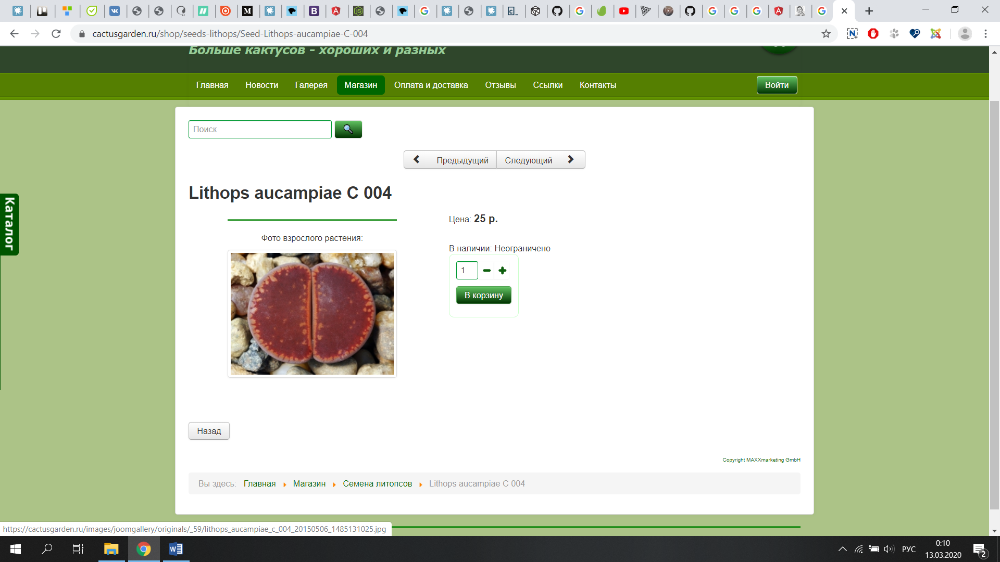 cactusgarden.ru/shop/seeds-lithops/Seed-Lithops-aucampiae-C-004
Больше кактусов - хороших и разных
Главная Новости Галерея Магазин Оплата и доставка Отзывы Ссылки Контакты Войти
Поиск
Предыдущий Следующий
Каталог
Lithops aucampiae C 004
Цена: 25 р.
Фото взрослого растения:
В наличии: Неограничено
1
В корзину
Назад
Copyright MAXXmarketing GmbH
Вы здесь: Главная Магазин Семена литопсов Lithops aucampiae C 004
https://cactusgarden.ru/images/joomgallery/originals/_59/lithops_aucampiae_c_004_20150506_1485131025.jpg
РУС
0:10
13.03.2020
2